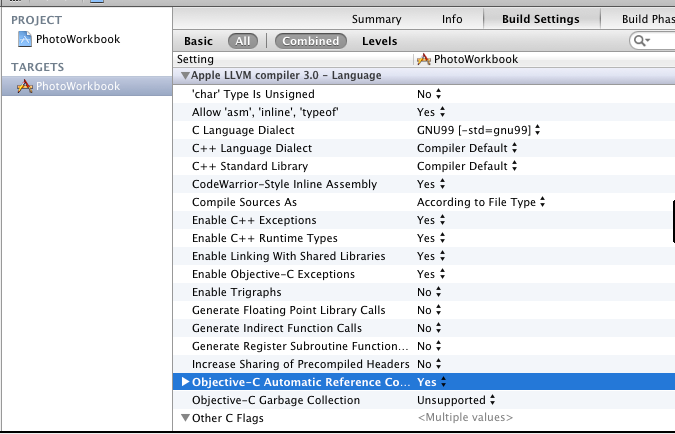 PROJECT
PhotoWorkbook
TARGETS
PhotoWorkbook
Summary Info Build Settings Build Phas
Basic All Combined Levels
Setting PhotoWorkbook
Apple LLVM compiler 3.0 - Language
'char' Type Is Unsigned No
Allow 'asm', 'inline', 'typeof' Yes
C Language Dialect GNU99 [-std=gnu99]
C++ Language Dialect Compiler Default
C++ Standard Library Compiler Default
CodeWarrior-Style Inline Assembly Yes
Compile Sources As According to File Type
Enable C++ Exceptions Yes
Enable C++ Runtime Types Yes
Enable Linking With Shared Libraries Yes
Enable Objective-C Exceptions Yes
Enable Trigraphs No
Generate Floating Point Library Calls No
Generate Indirect Function Calls No
Generate Register Subroutine Function... No
Increase Sharing of Precompiled Headers No
Objective-C Automatic Reference Co... Yes
Objective-C Garbage Collection Unsupported
Other C Flags <Multiple values>